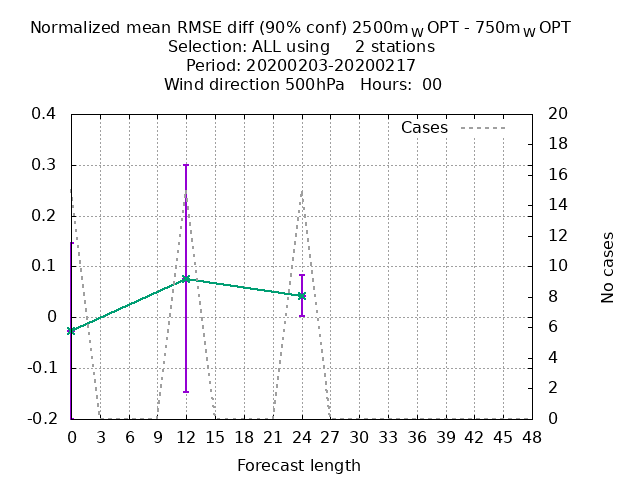 Normalized mean RMSE diff (90% conf) 2500m W OPT - 750m W OPT
Selection: ALL using 2 stations
Period: 20200203-20200217
Wind direction 500hPa Hours: 00
Cases
0.4
0.3
0.2
0.1
0
-0.1
-0.2
20
18
16
14
12
10
8
6
4
2
0
No cases
0 3 6 9 12 15 18 21 24 27 30 33 36 39 42 45 48
Forecast length